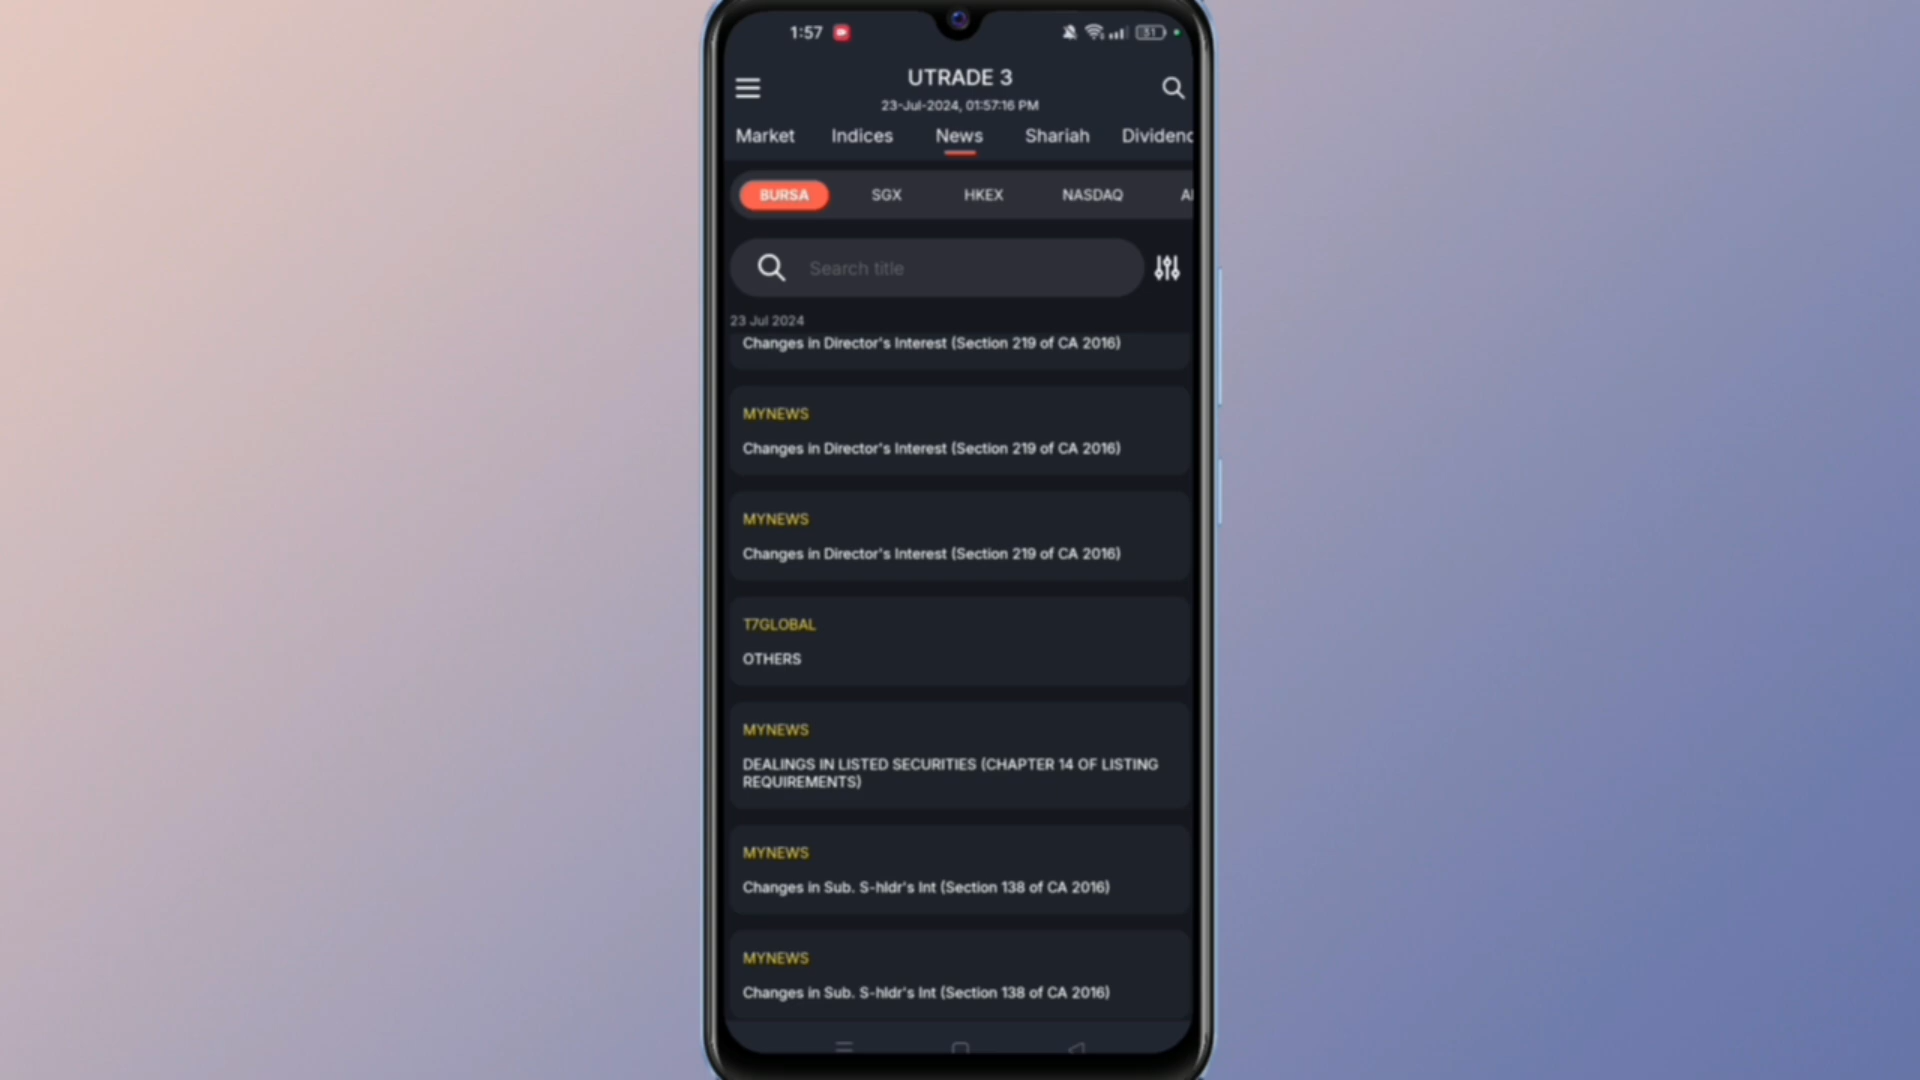 1:57
31
UTRADE 3
23-Jul-2024, 01:57:16 PM
Market Indices News Shariah Dividend
BURSA SGX HKEX NASDAQ
Search title
23 Jul 2024
Changes in Director's Interest (Section 219 of CA 2016)
MYNEWS
Changes in Director's Interest (Section 219 of CA 2016)
MYNEWS
Changes in Director's Interest (Section 219 of CA 2016)
T7GLOBAL
OTHERS
MYNEWS
DEALINGS IN LISTED SECURITIES (CHAPTER 14 OF LISTING
REQUIREMENTS)
MYNEWS
Changes in Sub. S-hldr's Int (Section 138 of CA 2016)
MYNEWS
Changes in Sub. S-hldr's Int (Section 138 of CA 2016)